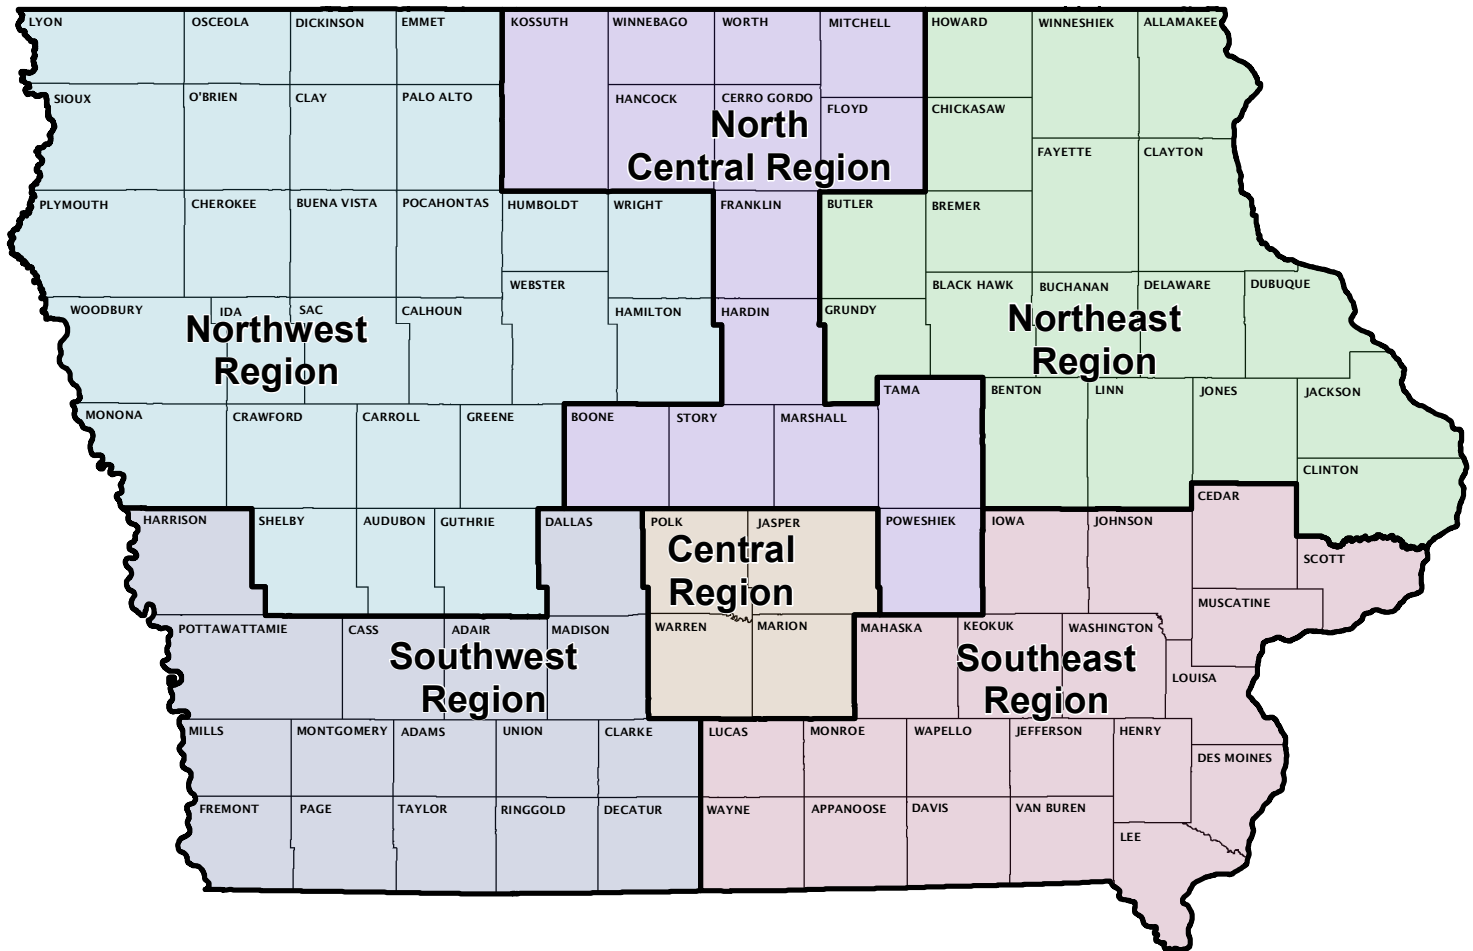 LYON
OSCEOLA
DICKINSON
EMMET
KOSSUTH
WINNEBAGO
WORTH
MITCHELL
HOWARD
WINNESHIEK
ALLAMAKEE
SIOUX
O'BRIEN
CLAY
PALO ALTO
HANCOCK
CERRO GORDO
FLOYD
CHICKASAW
North
Central Region
FAYETTE
CLAYTON
PLYMOUTH
CHEROKEE
BUENA VISTA
POCAHONTAS
HUMBOLDT
WRIGHT
FRANKLIN
BUTLER
BREMER
WEBSTER
BLACK HAWK
BUCHANAN
DELAWARE
DUBUQUE
WOODBURY
IDA
SAC
CALHOUN
HAMILTON
HARDIN
GRUNDY
Northwest
Region
Northeast
Region
TAMA
BENTON
LINN
JONES
JACKSON
MONONA
CRAWFORD
CARROLL
GREENE
BOONE
STORY
MARSHALL
CLINTON
CEDAR
HARRISON
SHELBY
AUDUBON
GUTHRIE
DALLAS
POLK
JASPER
POWESHIEK
IOWA
JOHNSON
Central
Region
SCOTT
MUSCATINE
POTTAWATTAMIE
CASS
ADAIR
MADISON
WARREN
MARION
MAHASKA
KEOKUK
WASHINGTON
Southwest
Region
Southeast
Region
LOUISA
MILLS
MONTGOMERY
ADAMS
UNION
CLARKE
LUCAS
MONROE
WAPELLO
JEFFERSON
HENRY
DES MOINES
FREMONT
PAGE
TAYLOR
RINGGOLD
DECATUR
WAYNE
APPANOOSE
DAVIS
VAN BUREN
LEE